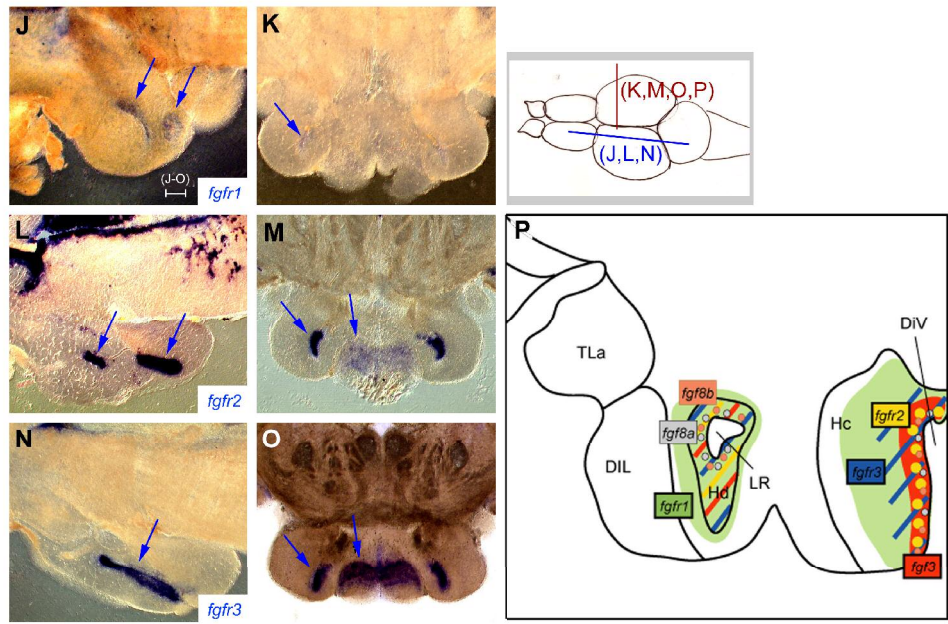 J
(J-O)
fgfr1
K
(K,M,O,P)
(J,L,N)
L
fgfr2
M
N
fgfr3
O
P
DiV
TLa
fgf8b
Hc
fgfr2
fgf8a
DIL
LR
fgfr3
Hd
fgfr1
fgf3